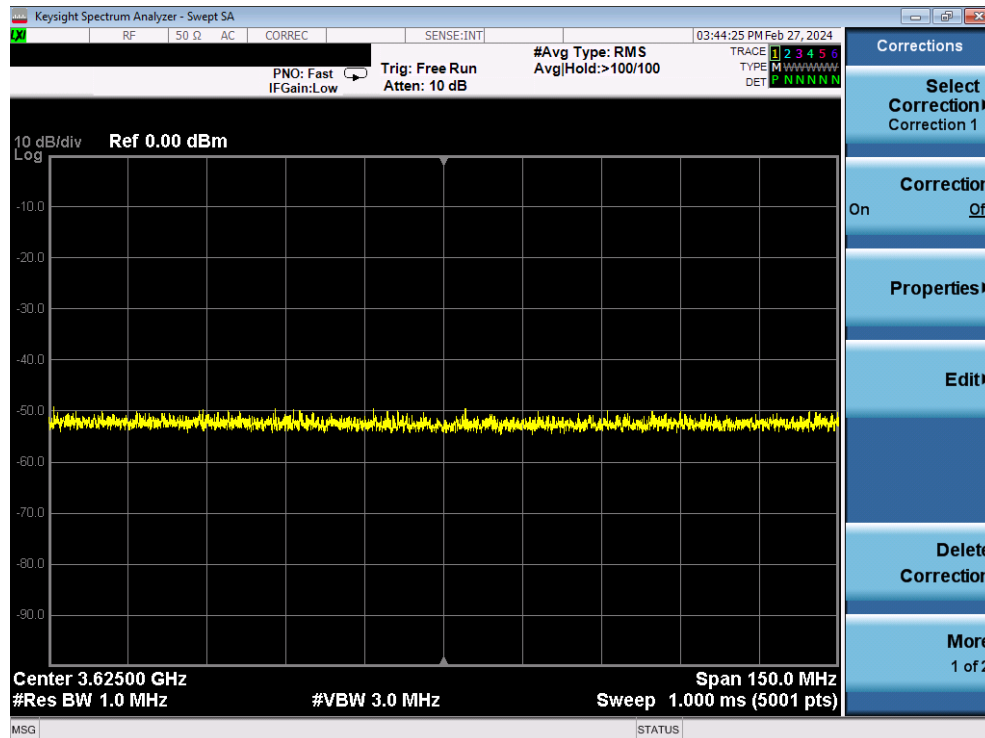 Keysight Spectrum Analyzer - Swept SA
LXI RF 50 Ω AC CORREC SENSE:INT 03:44:25 PM Feb 27, 2024
PNO: Fast
IFGain:Low
Trig: Free Run
Atten: 10 dB
#Avg Type: RMS
Avg|Hold:>100/100
TRACE 1 2 3 4 5 6
TYPE M WWWWW
DET P N N N N N
10 dB/div Ref 0.00 dBm
Log
-10.0
-20.0
-30.0
-40.0
-50.0
-60.0
-70.0
-80.0
-90.0
Center 3.62500 GHz Span 150.0 MHz
#Res BW 1.0 MHz #VBW 3.0 MHz Sweep 1.000 ms (5001 pts)
MSG STATUS
Corrections
Select
Correction
Correction 1
Correction
On Off
Properties
Edit
Delete
Correction
More
1 of 2